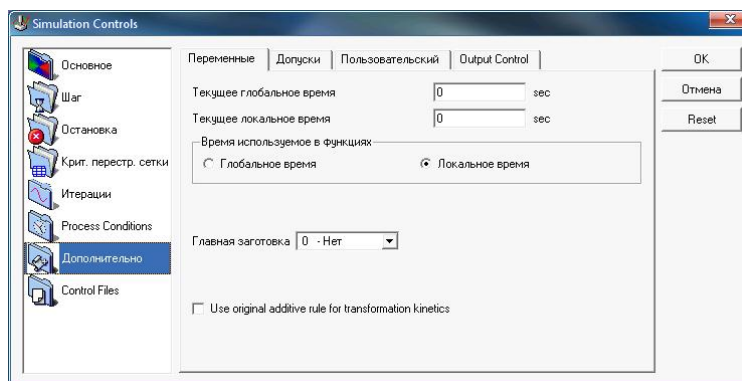 Simulation Controls
Основное
Шаг
Остановка
Крит. перестр. сетки
Итерации
Process Conditions
Дополнительно
Control Files
Переменные
Допуски
Пользовательский
Output Control
Текущее глобальное время 0 sec
Текущее локальное время 0 sec
Время используемое в функциях
Глобальное время
Локальное время
Главная заготовка 0 - Нет
Use original additive rule for transformation kinetics
OK
Отмена
Reset